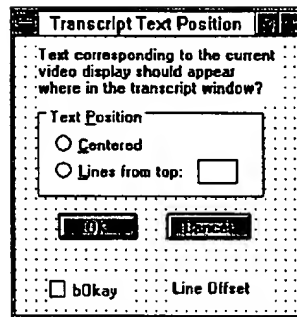 Transcript Text Position
Text corresponding to the current
video display should appear
where in the transcript window?
Text Position
Centered
Lines from top:
Ok
Cancel
bOkay Line Offset